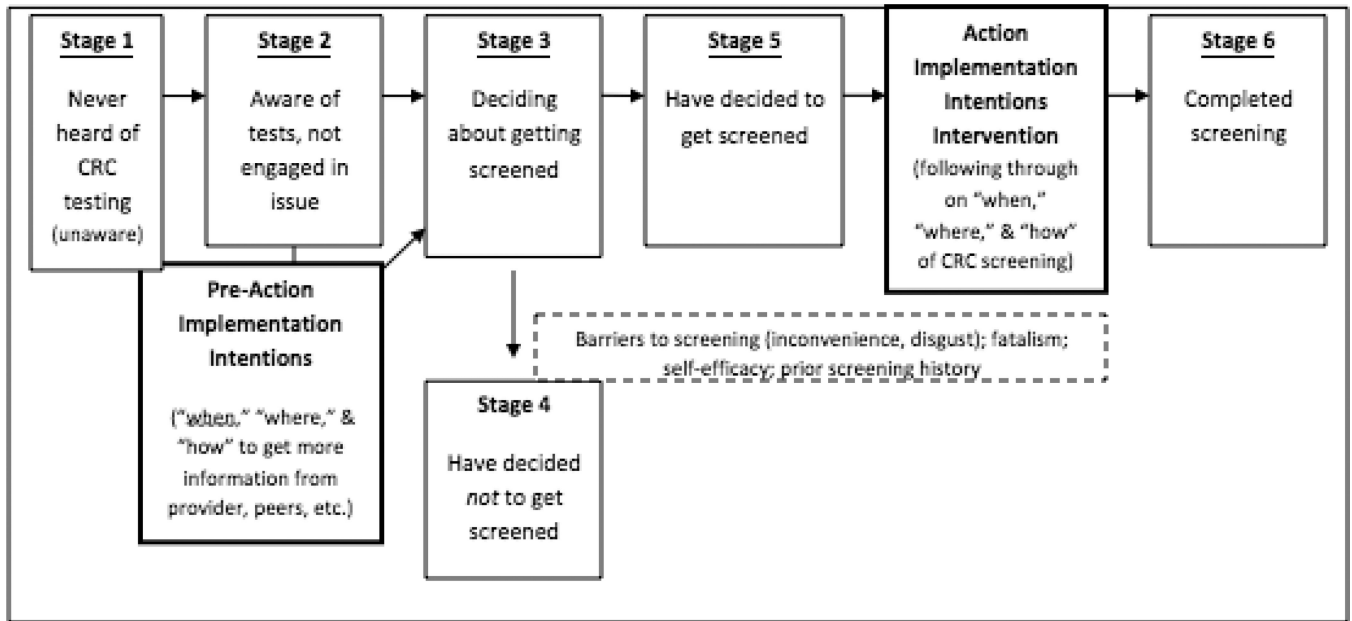 Stage 1
Never
heard of
CRC
testing
(unaware)
Stage 2
Aware of
tests, not
engaged in
issue
Stage 3
Deciding
about getting
screened
Stage 5
Have decided to
get screened
Action
Implementation
Intentions
Intervention
(following through
on “when,”
“where,” & “how”
of CRC screening)
Stage 6
Completed
screening
Pre-Action
Implementation
Intentions
(“when,” “where,” &
“how” to get more
information from
provider, peers, etc.)
Barriers to screening (inconvenience, disgust); fatalism;
self-efficacy; prior screening history
Stage 4
Have decided
not to get
screened